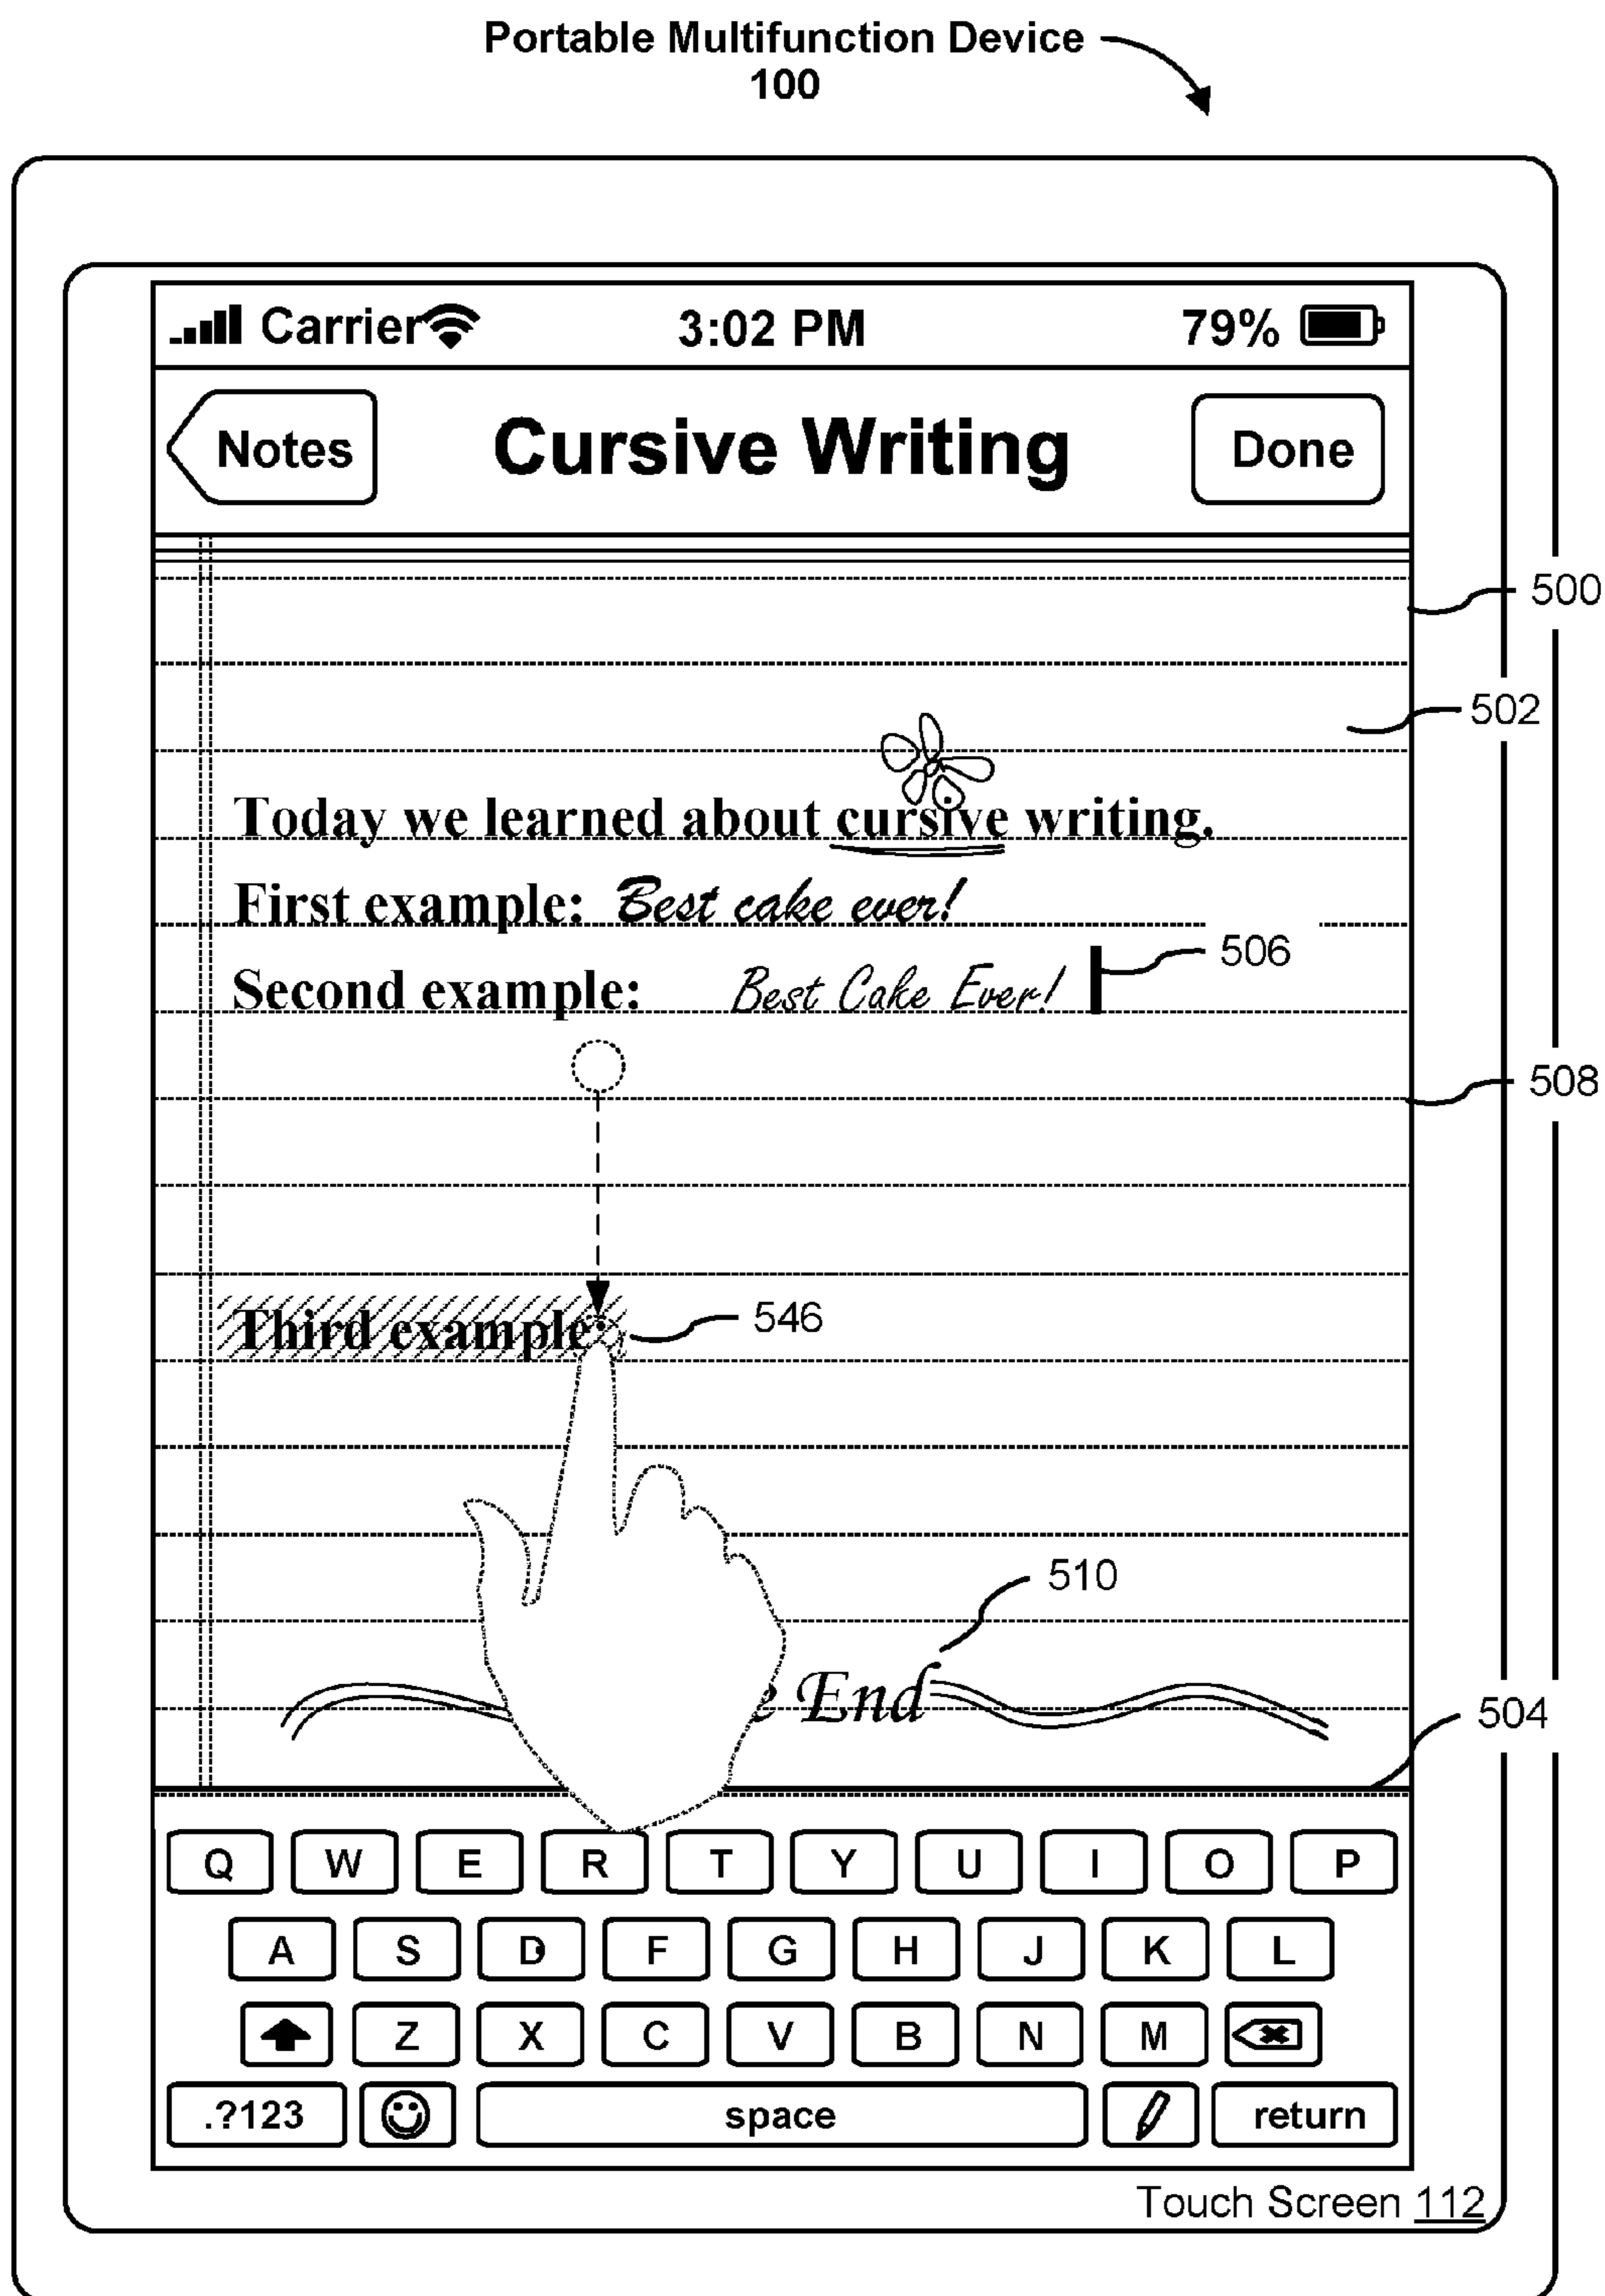 Portable Multifunction Device
100
Carrier 3:02 PM 79%
Notes Cursive Writing Done
500
502
Today we learned about cursive writing.
First example: Best cake ever!
506
Second example: Best Cake Ever!
508
Third example: 546
510
End
504
Q W E R T Y U I O P
A S D F G H J K L
Z X C V B N M
.?123 space return
Touch Screen 112